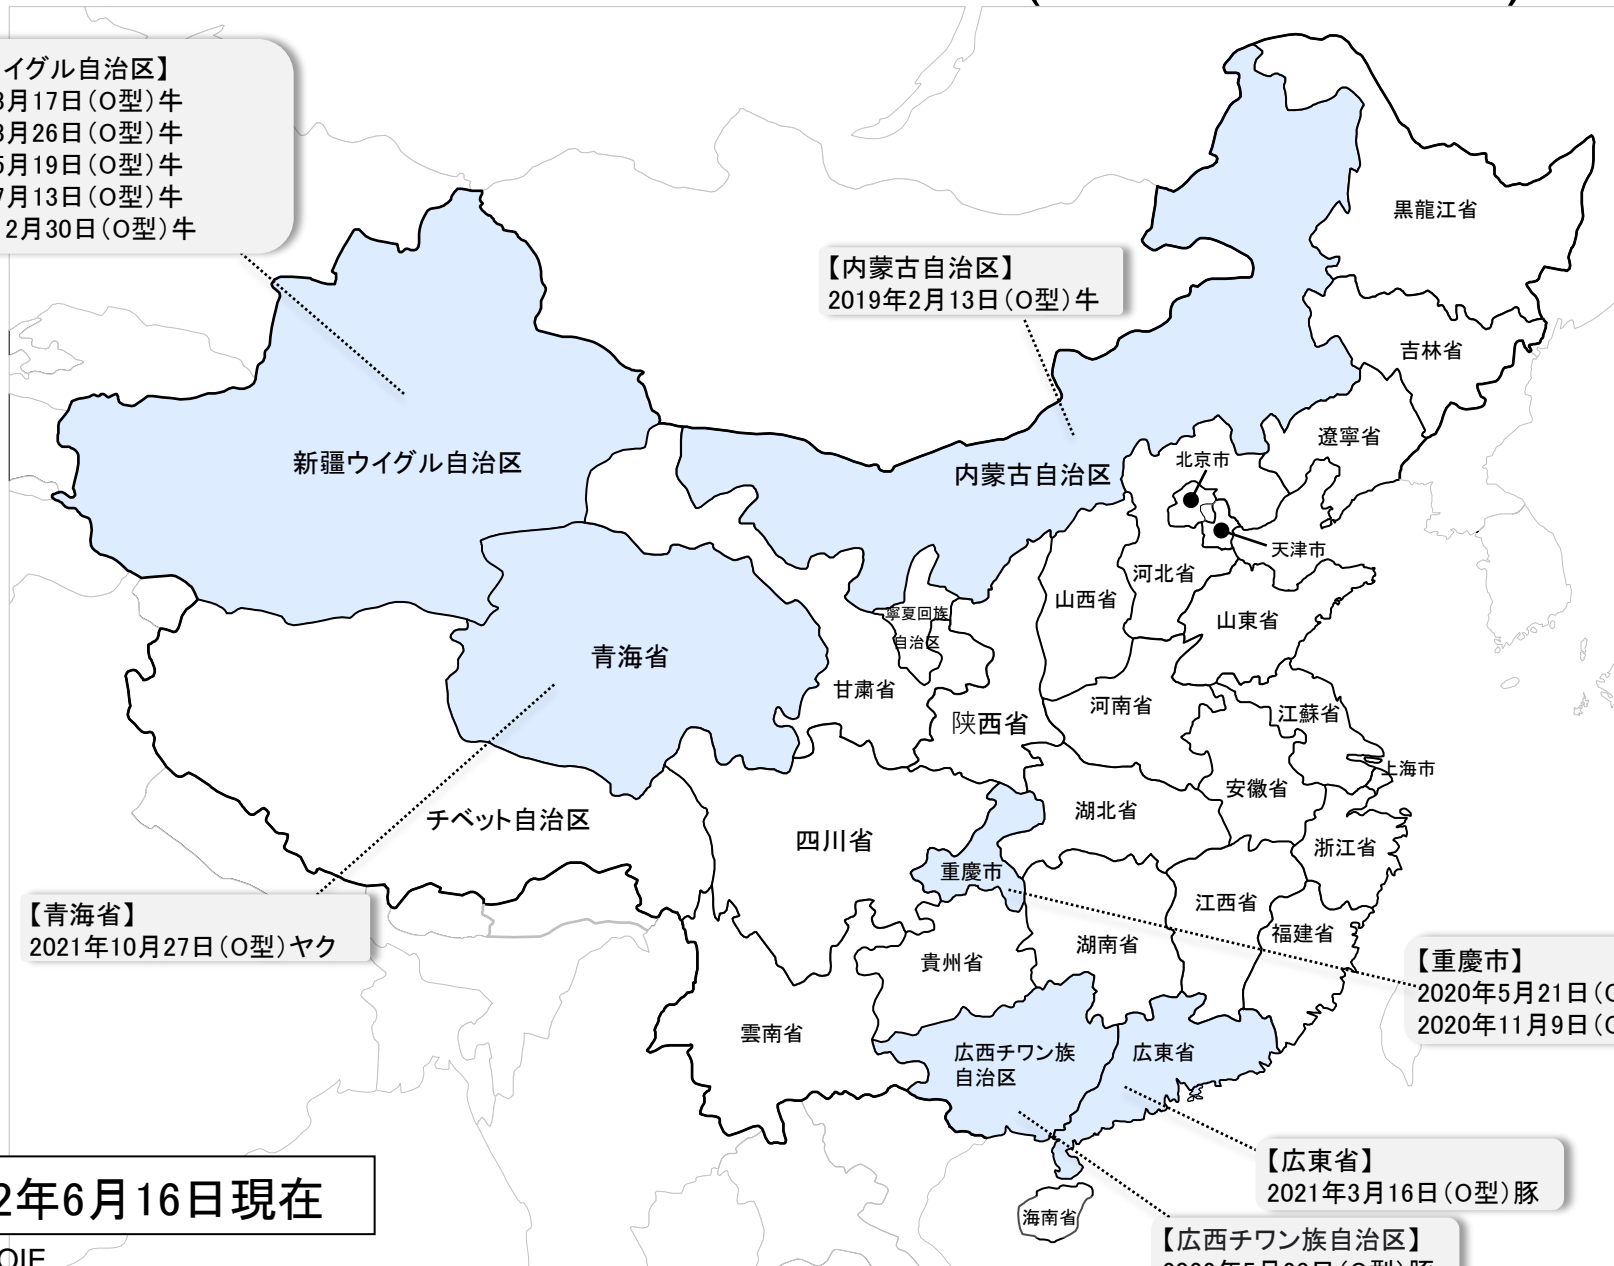 イグル自治区】
3月17日(O型)牛
3月26日(O型)牛
5月19日(O型)牛
7月13日(O型)牛
2月30日(O型)牛
【内蒙古自治区】
2019年2月13日(O型)牛
黒龍江省
吉林省
遼寧省
北京市
新疆ウイグル自治区
内蒙古自治区
天津市
河北省
山西省
寧夏回族
自治区
山東省
青海省
甘粛省
陕西省
河南省
江蘇省
上海市
安徽省
湖北省
チベット自治区
四川省
浙江省
重慶市
江西省
【青海省】
2021年10月27日(O型)ヤク
福建省
湖南省
貴州省
【重慶市】
2020年5月21日(O
2020年11月9日(O
雲南省
広西チワン族
自治区
広東省
【広東省】
2021年3月16日(O型)豚
2年6月16日現在
海南省
【広西チワン族自治区】
OIE